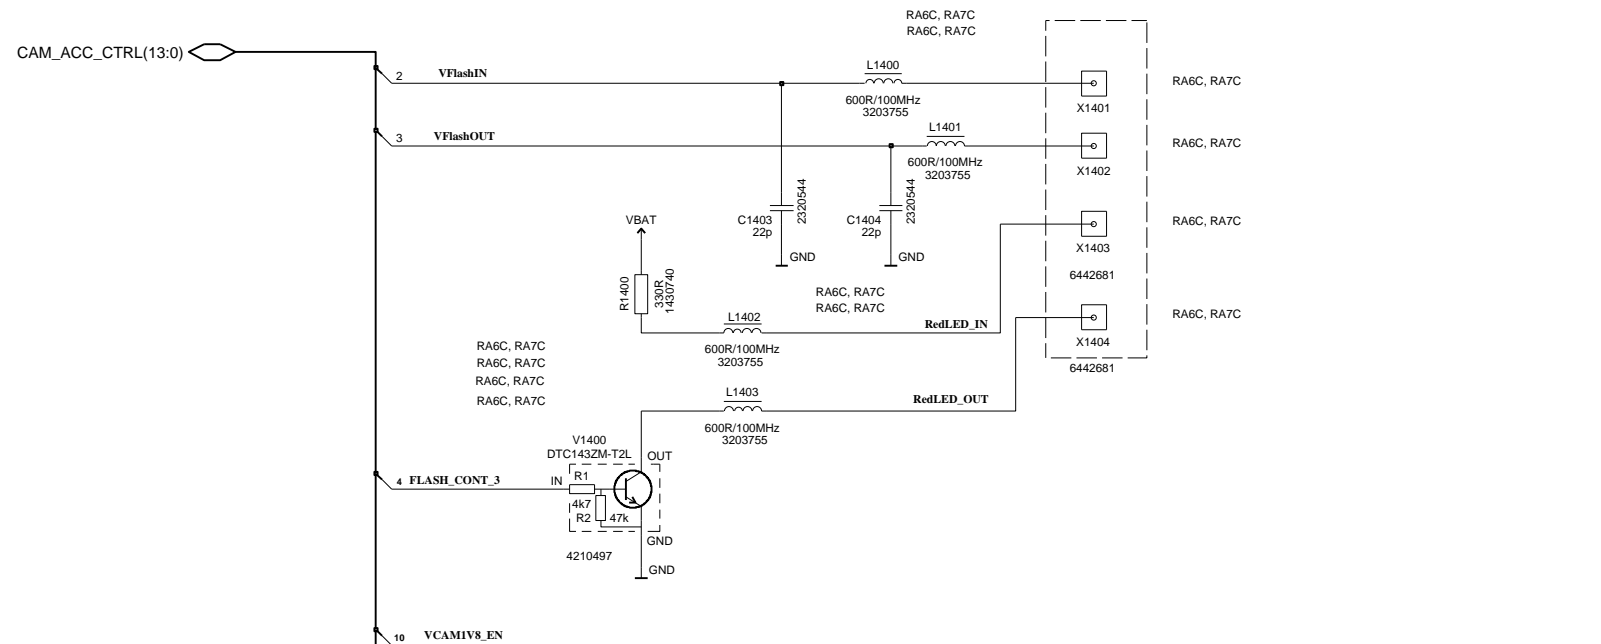 RA6C, RA7C
RA6C, RA7C
CAM_ACC_CTRL(13:0)
2
VFlashIN
L1400
600R/100MHz
3203755
X1401
RA6C, RA7C
3
VFlashOUT
L1401
600R/100MHz
3203755
X1402
RA6C, RA7C
C1403
22p
2320544
GND
C1404
22p
2320544
GND
VBAT
R1400
330R
1430740
X1403
6442681
RA6C, RA7C
RA6C, RA7C
RA6C, RA7C
L1402
600R/100MHz
3203755
RedLED_IN
X1404
6442681
RA6C, RA7C
RA6C, RA7C
RA6C, RA7C
RA6C, RA7C
RA6C, RA7C
L1403
600R/100MHz
3203755
RedLED_OUT
V1400
DTC143ZM-T2L
OUT
4
FLASH_CONT_3
IN
R1
4k7
R2
47k
GND
4210497
GND
10
VCAM1V8_EN